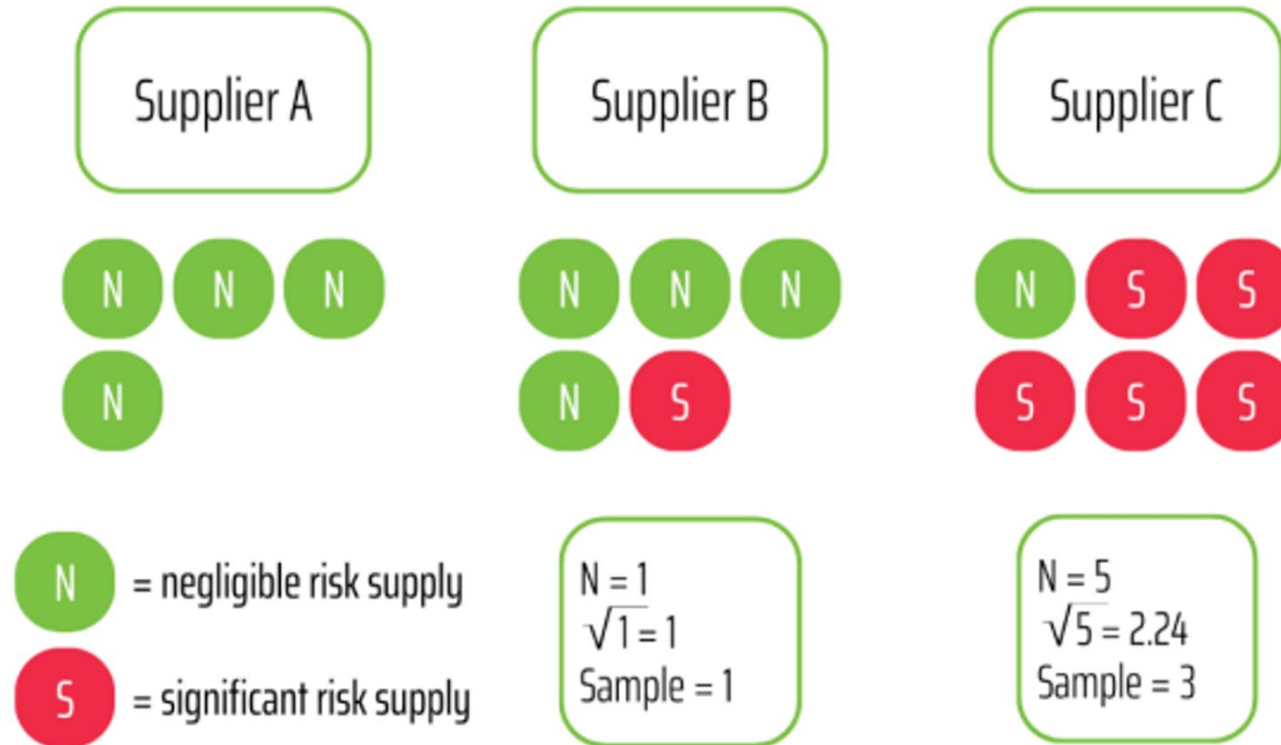 Supplier A
Supplier B
Supplier C
N N N
N
N N N
N S
N S S
S S S
N = negligible risk supply
S = significant risk supply
N = 1
√1 = 1
Sample = 1
N = 5
√5 = 2.24
Sample = 3